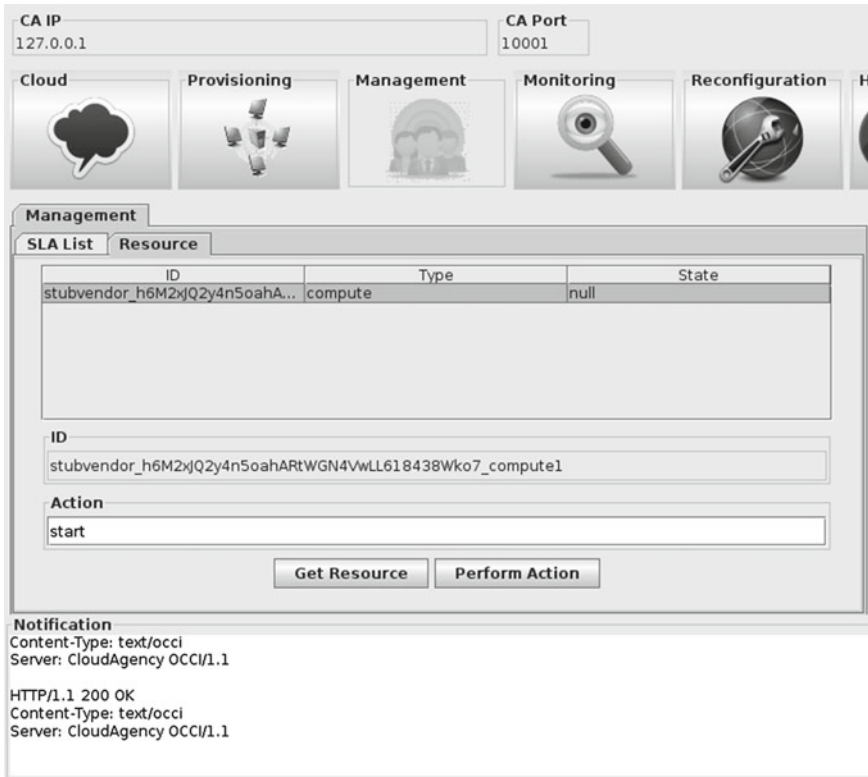 CA IP
CA Port
127.0.0.1
10001
Cloud
Provisioning
Management
Monitoring
Reconfiguration
H
Management
SLA List
Resource
ID
Type
State
stubvendor_h6M2xJQ2y4n5oahA...
compute
null
ID
stubvendor_h6M2xJQ2y4n5oahARtWGN4VwLL618438Wko7_compute1
Action
start
Get Resource
Perform Action
Notification
Content-Type: text/occi
Server: CloudAgency OCCI/1.1
HTTP/1.1 200 OK
Content-Type: text/occi
Server: CloudAgency OCCI/1.1